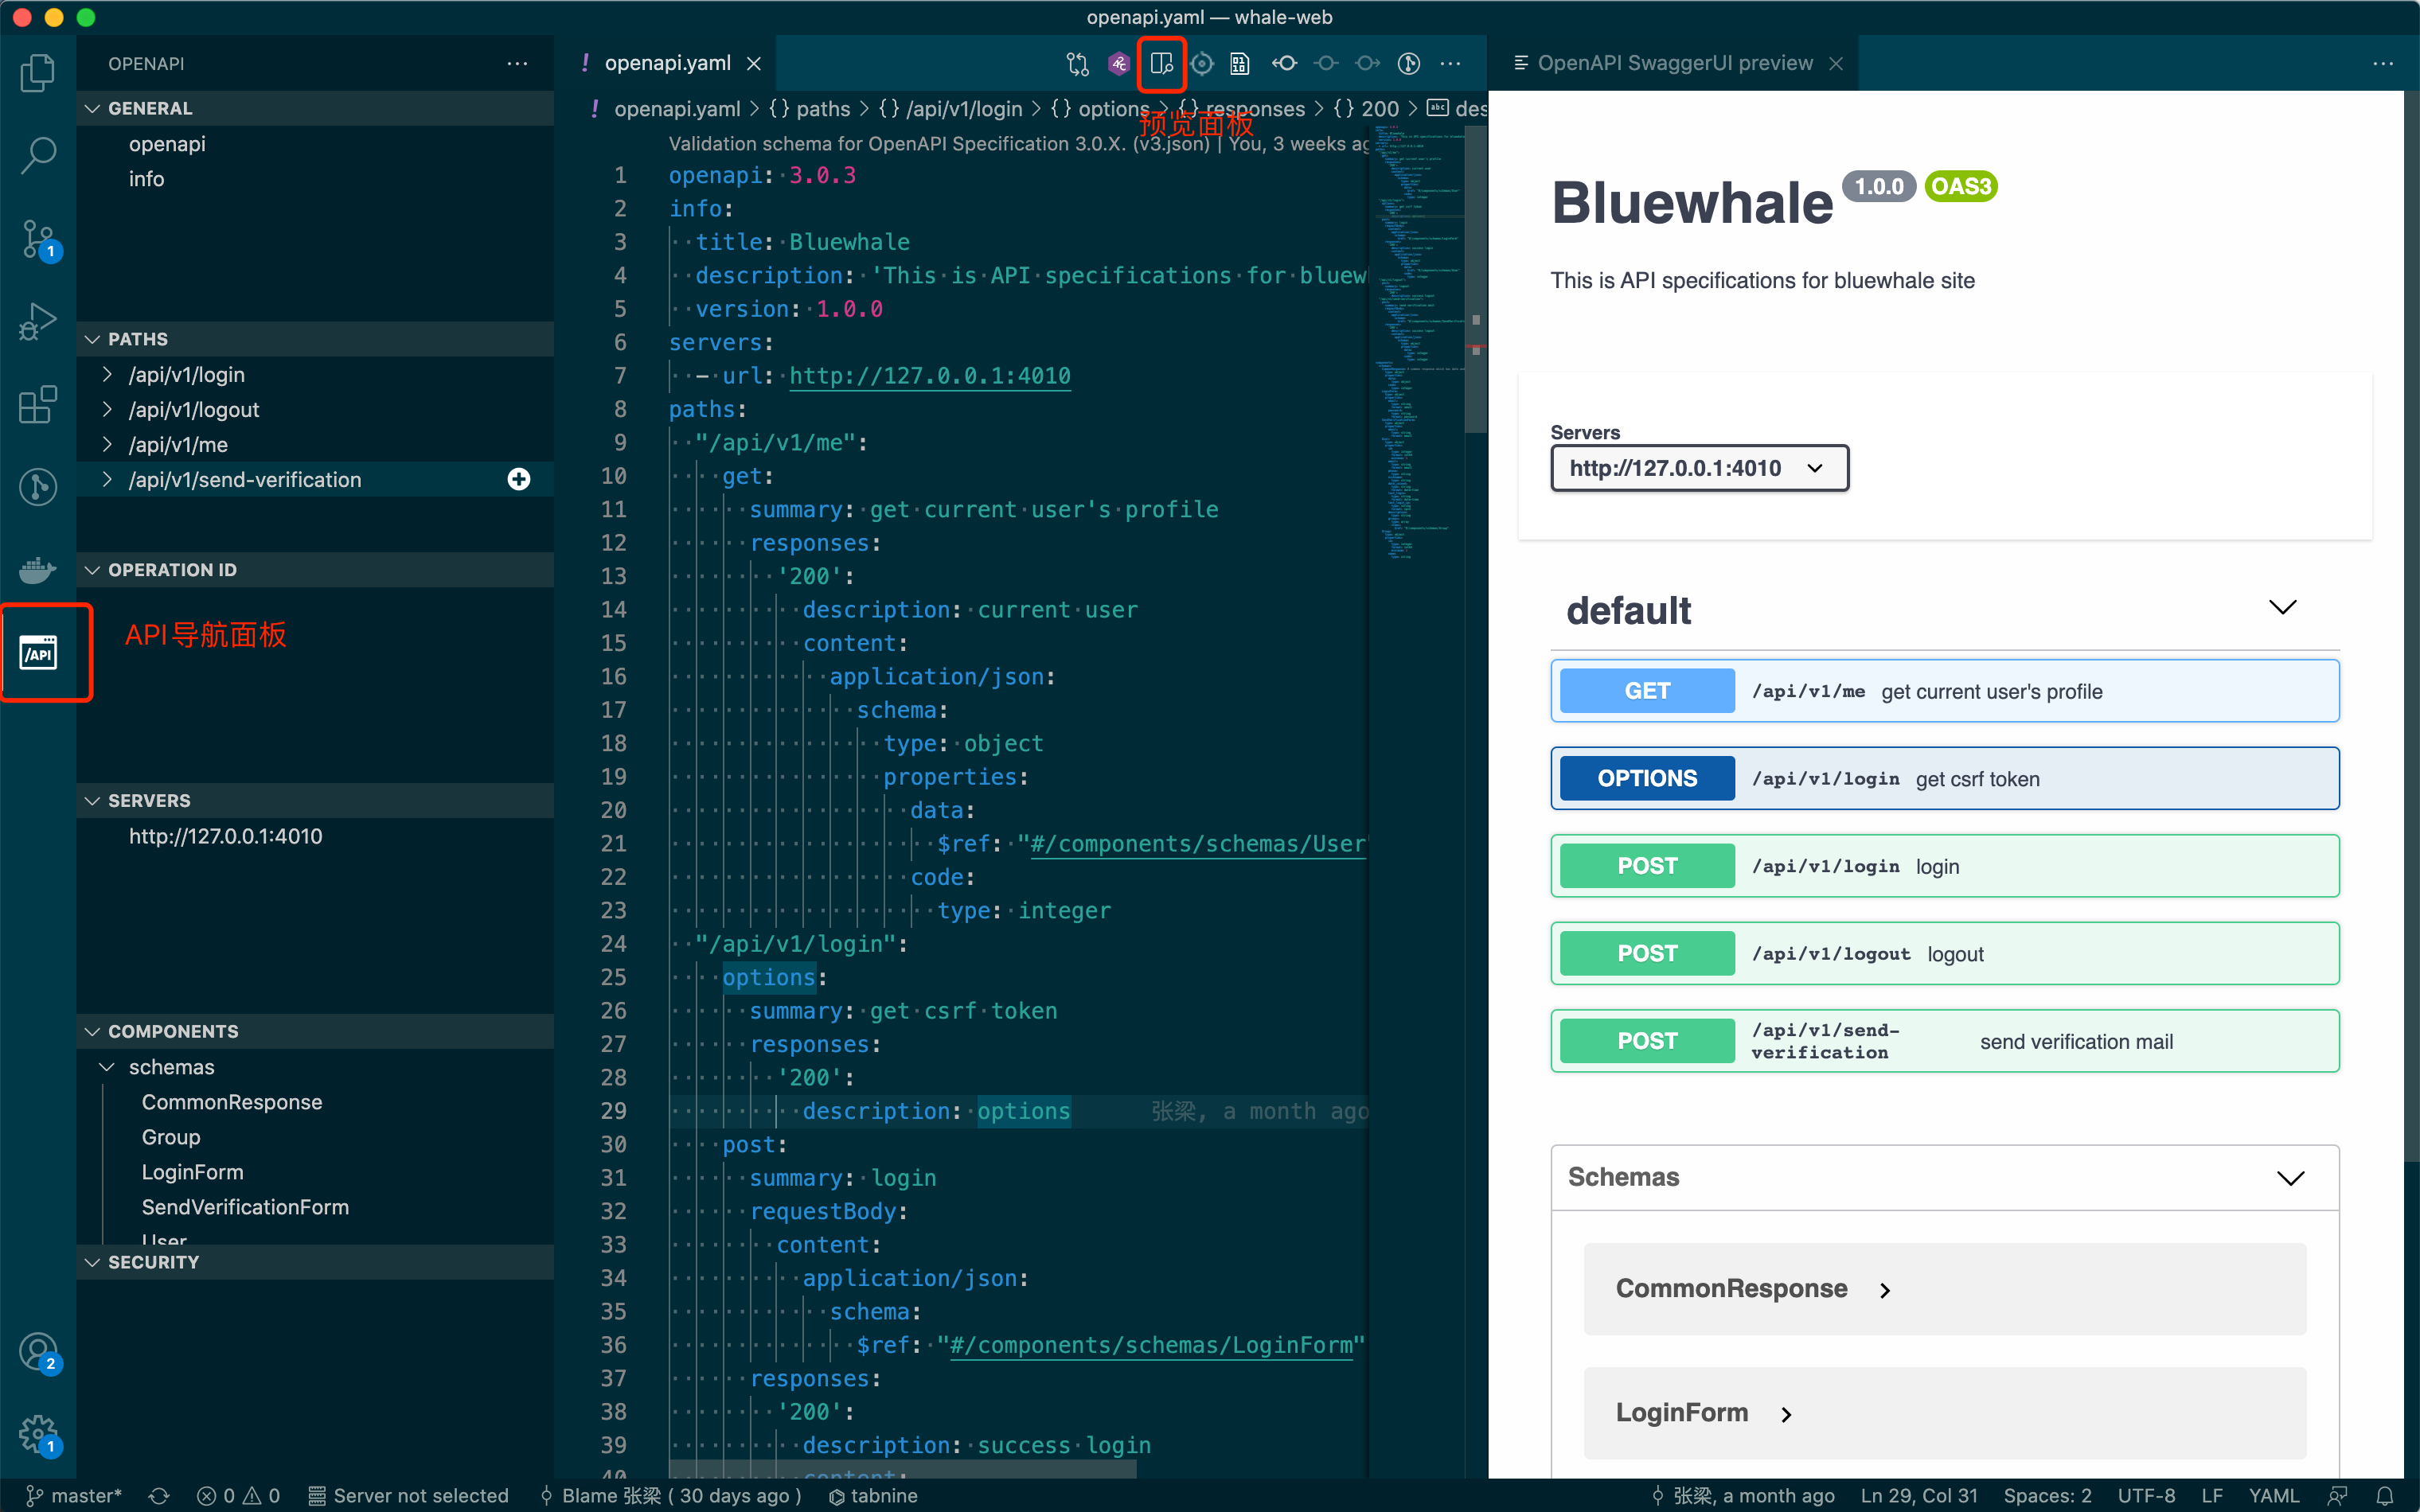 openapi.yaml — whale-web
OPENAPI
GENERAL
openapi
info
PATHS
/api/v1/login
/api/v1/logout
/api/v1/me
/api/v1/send-verification
OPERATION ID
API导航面板
/API
SERVERS
http://127.0.0.1:4010
COMPONENTS
schemas
CommonResponse
Group
LoginForm
SendVerificationForm
User
SECURITY
1
2
1
! openapi.yaml
预览面板
! openapi.yaml > {} paths > {} /api/v1/login > {} options > {} responses > {} 200 > abc des
Validation schema for OpenAPI Specification 3.0.X. (v3.json) | You, 3 weeks ag
1 openapi: 3.0.3
2 info:
3 title: Bluewhale
4 description: 'This is API specifications for bluew
5 version: 1.0.0
6 servers:
7 - url: http://127.0.0.1:4010
8 paths:
9 "/api/v1/me":
10 get:
11 summary: get current user's profile
12 responses:
13 '200':
14 description: current user
15 content:
16 application/json:
17 schema:
18 type: object
19 properties:
20 data:
21 $ref: "#/components/schemas/User"
22 code:
23 type: integer
24 "/api/v1/login":
25 options:
26 summary: get csrf token
27 responses:
28 '200':
29 description: options 张梁, a month ago
30 post:
31 summary: login
32 requestBody:
33 content:
34 application/json:
35 schema:
36 $ref: "#/components/schemas/LoginForm"
37 responses:
38 '200':
39 description: success login
40 content:
OpenAPI SwaggerUI preview
Bluewhale 1.0.0 OAS3
This is API specifications for bluewhale site
Servers
http://127.0.0.1:4010
default
GET /api/v1/me get current user's profile
OPTIONS /api/v1/login get csrf token
POST /api/v1/login login
POST /api/v1/logout logout
POST /api/v1/send-verification send verification mail
Schemas
CommonResponse
LoginForm
master* 0 0 Server not selected Blame 张梁 ( 30 days ago ) tabnine 张梁, a month ago Ln 29, Col 31 Spaces: 2 UTF-8 LF YAML